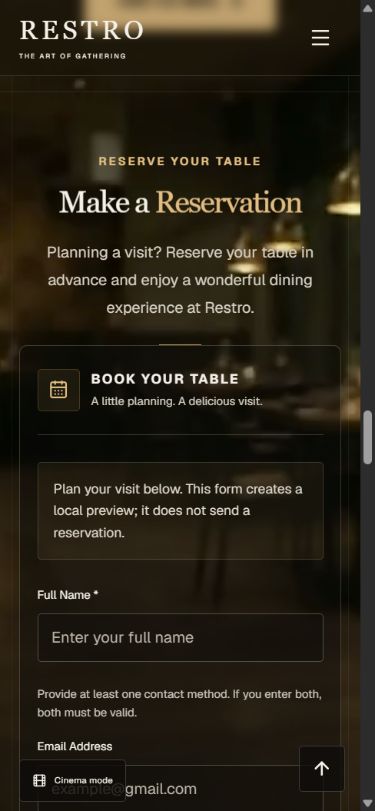 RESTRO
THE ART OF GATHERING
RESERVE YOUR TABLE
Make a Reservation
Planning a visit? Reserve your table in
advance and enjoy a wonderful dining
experience at Restro.
BOOK YOUR TABLE
A little planning. A delicious visit.
Plan your visit below. This form creates a
local preview; it does not send a
reservation.
Full Name *
Enter your full name
Provide at least one contact method. If you enter both,
both must be valid.
Email Address
Cinema mode
example@gmail.com